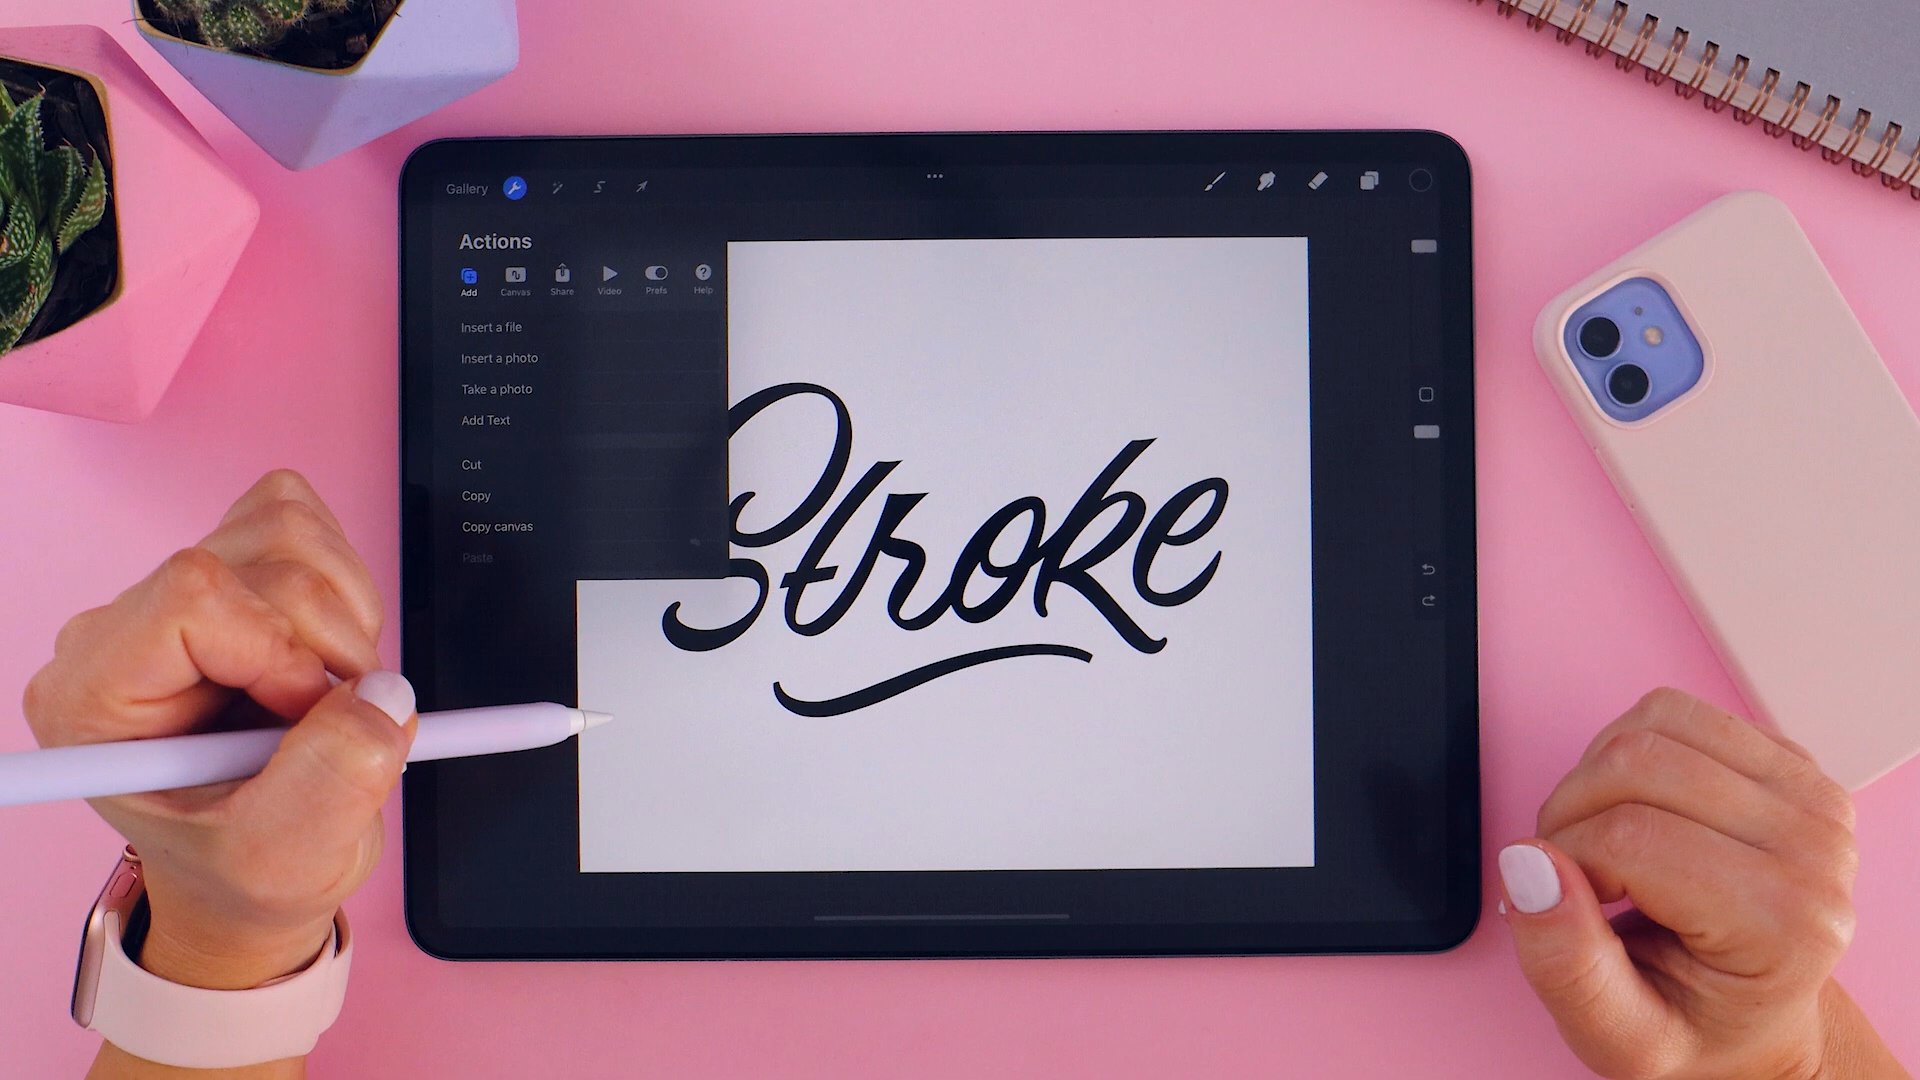 Gallery
Actions
Add Canvas Share Video Prefs Help
Insert a file
Insert a photo
Take a photo
Add Text
Cut
Copy
Copy canvas
Paste
Stroke